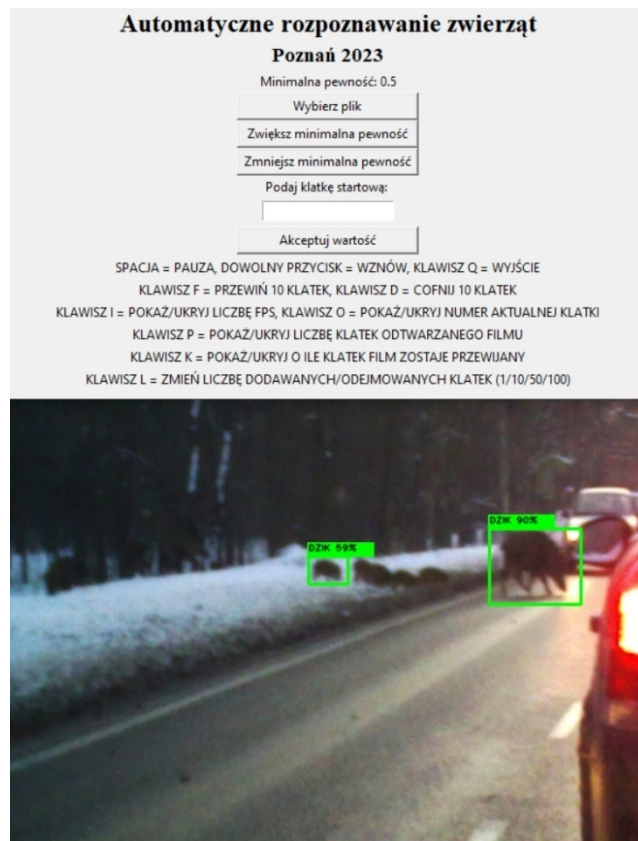 Automatyczne rozpoznawanie zwierząt
Poznań 2023
Minimalna pewność: 0.5
Wybierz plik
Zwiększ minimalna pewność
Zmniejsz minimalna pewność
Podaj klatkę startową:
Akceptuj wartość
SPACJA = PAUZA, DOWOLNY PRZYCISK = WZNÓW, KLAWISZ Q = WYJŚCIE
KLAWISZ F = PRZEWIŃ 10 KLATEK, KLAWISZ D = COFNIJ 10 KLATEK
KLAWISZ I = POKAŻ/UKRYJ LICZBĘ FPS, KLAWISZ O = POKAŻ/UKRYJ NUMER AKTUALNEJ KLATKI
KLAWISZ P = POKAŻ/UKRYJ LICZBĘ KLATEK ODTWARZANEGO FILMU
KLAWISZ K = POKAŻ/UKRYJ O ILE KLATEK FILM ZOSTAJE PRZEWIJANY
KLAWISZ L = ZMIEŃ LICZBĘ DODAWANYCH/ODEJMOWANYCH KLATEK (1/10/50/100)
DZIK 90%
DZIK 59%